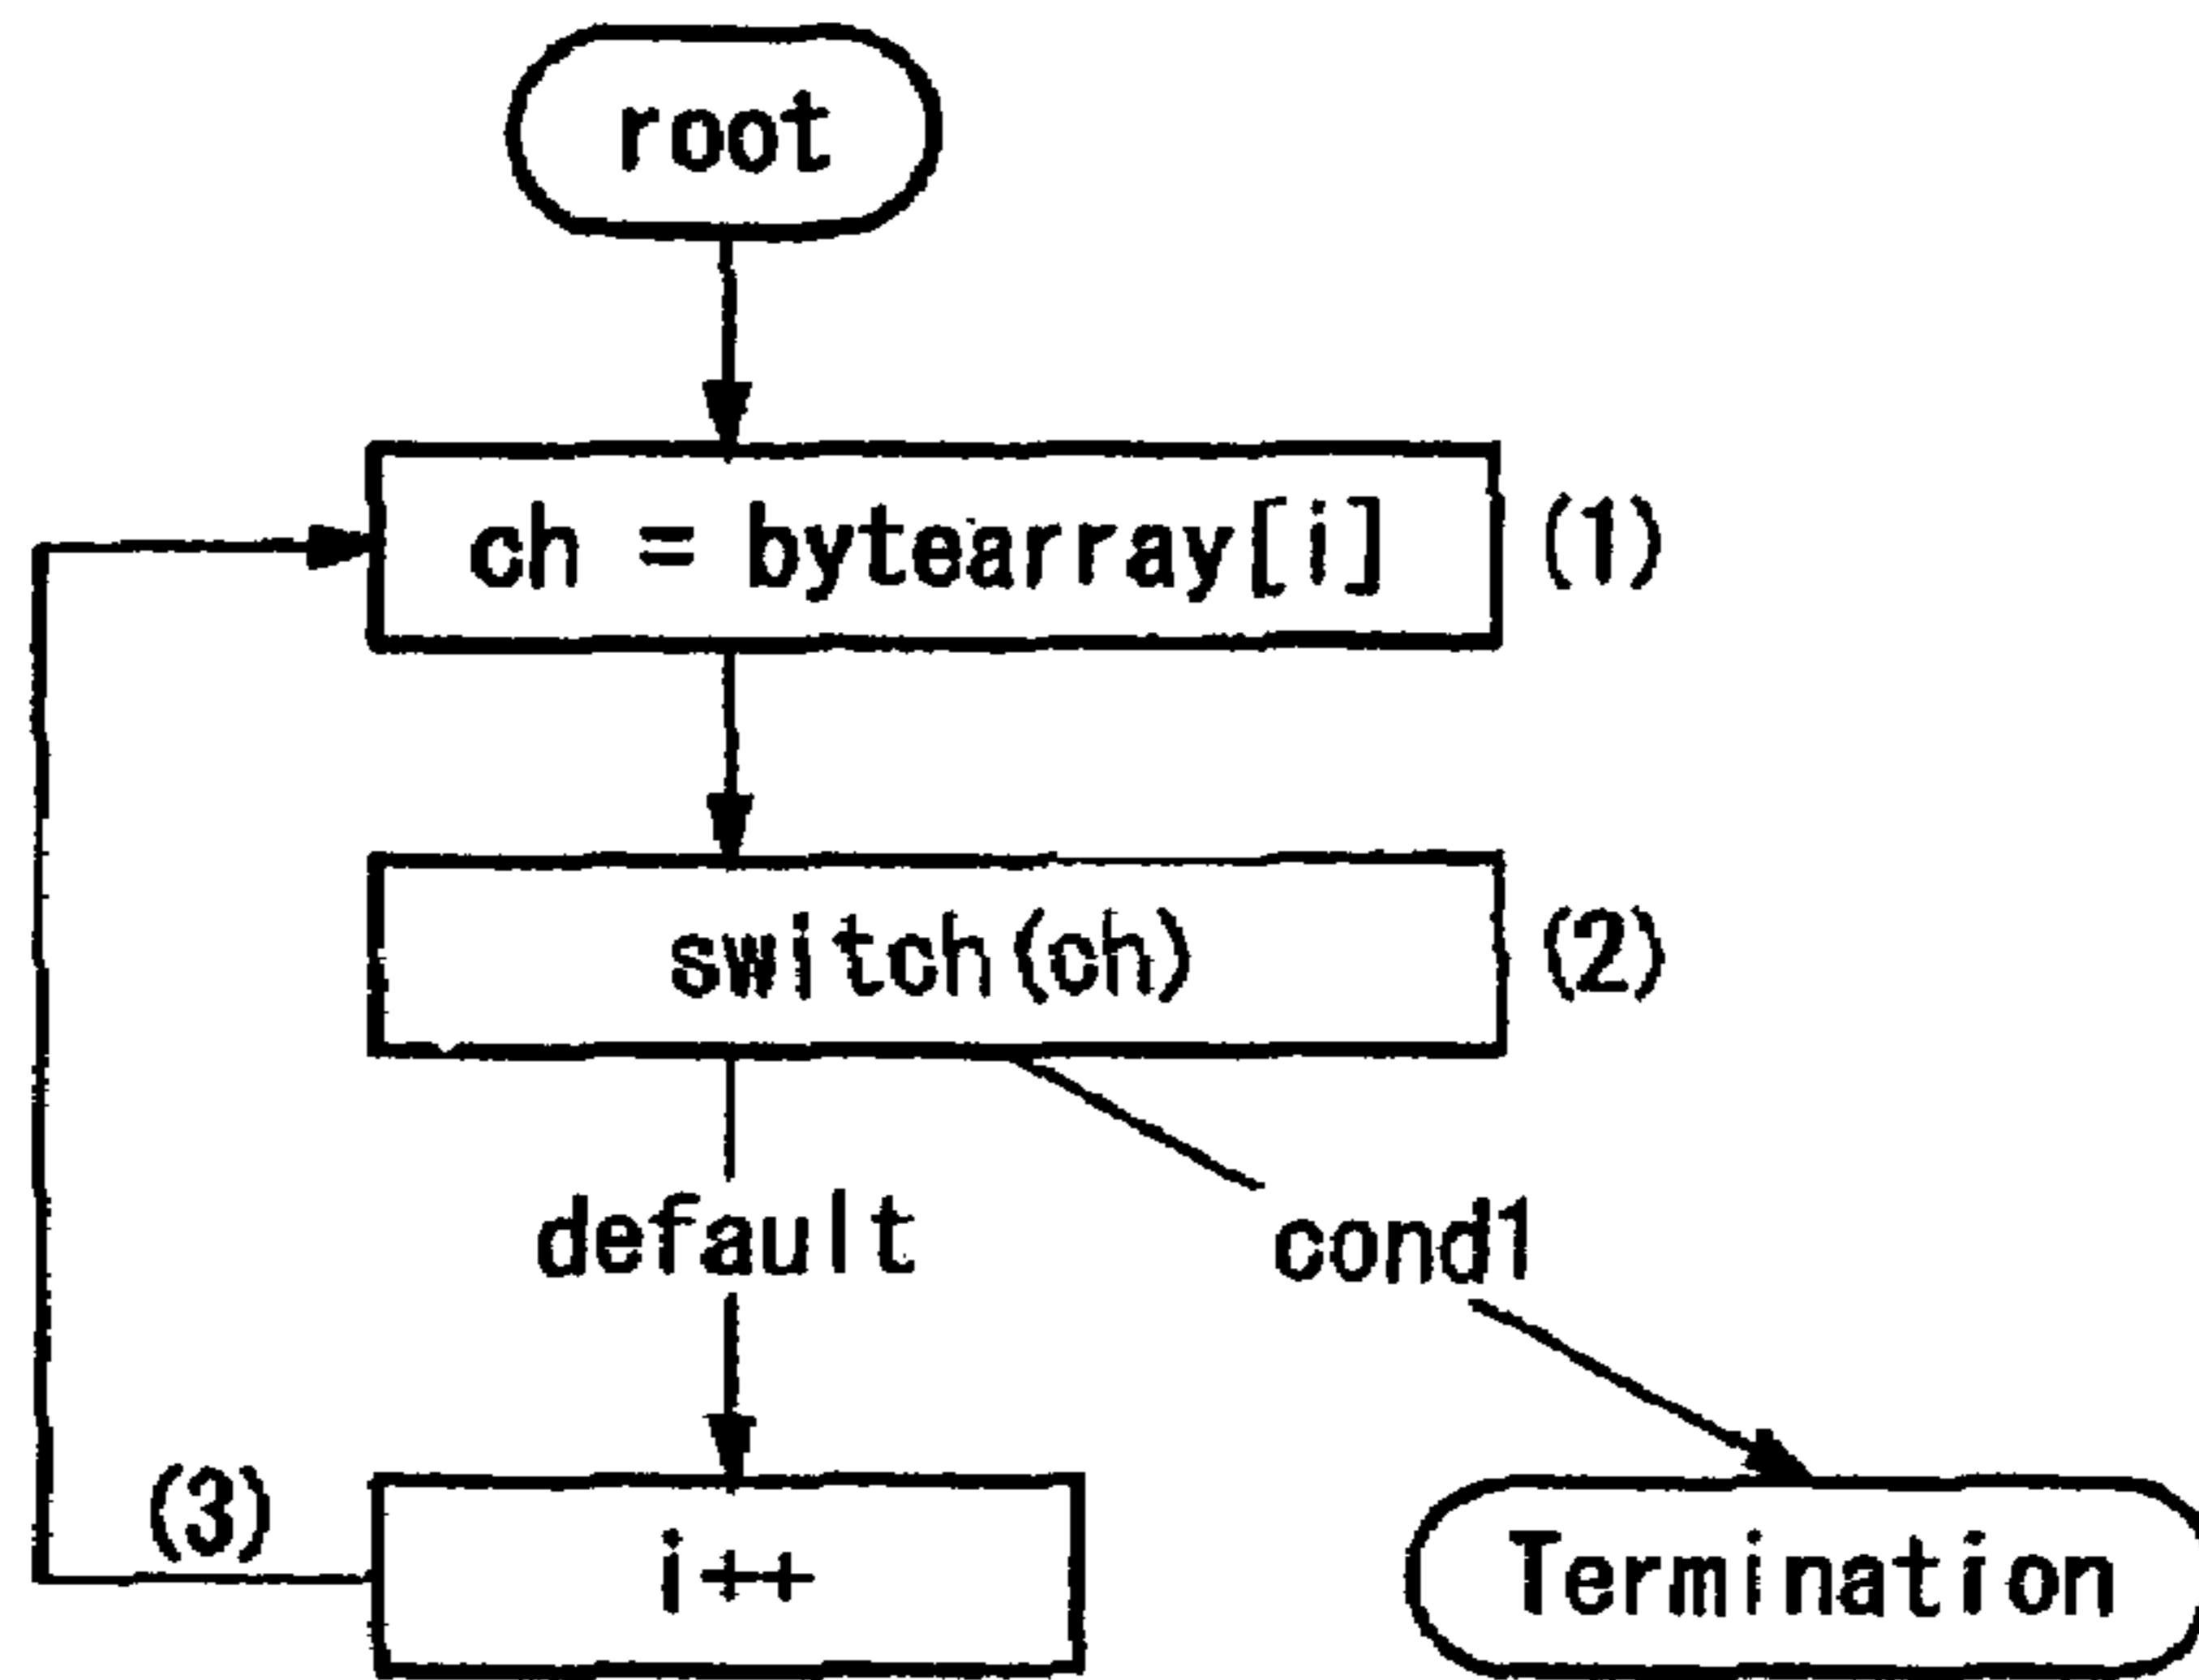 root
ch = bytearray[i] (1)
switch(ch) (2)
default cond1
(3) i++ Termination